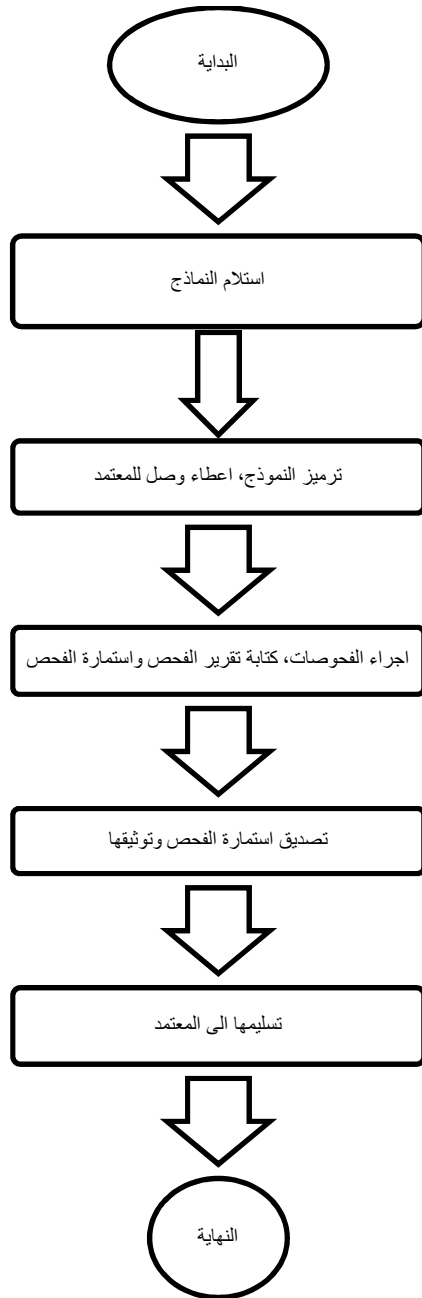 البداية
استلام النماذج
ترميز النموذج، اعطاء وصل للمعتمد
اجراء الفحوصات، كتابة تقرير الفحص واستمارة الفحص
تصديق استمارة الفحص وتوثيقها
تسليمها الى المعتمد
النهاية